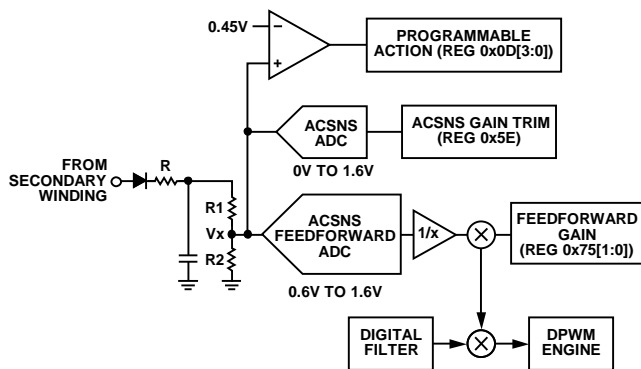 0.45V
−
+
PROGRAMMABLE
ACTION (REG 0x0D[3:0])
ACSNS
ADC
0V TO 1.6V
ACSNS GAIN TRIM
(REG 0x5E)
FROM
SECONDARY
WINDING
R
R1
Vx
R2
ACSNS
FEEDFORWARD
ADC
0.6V TO 1.6V
1/x
×
FEEDFORWARD
GAIN
(REG 0x75[1:0])
DIGITAL
FILTER
×
DPWM
ENGINE